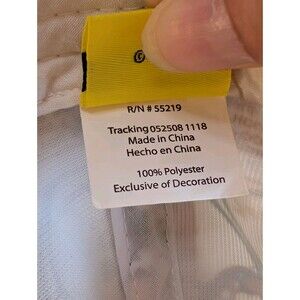 R/N # 55219
Tracking 052508 1118
Made in China
Hecho en China
100% Polyester
Exclusive of Decoration